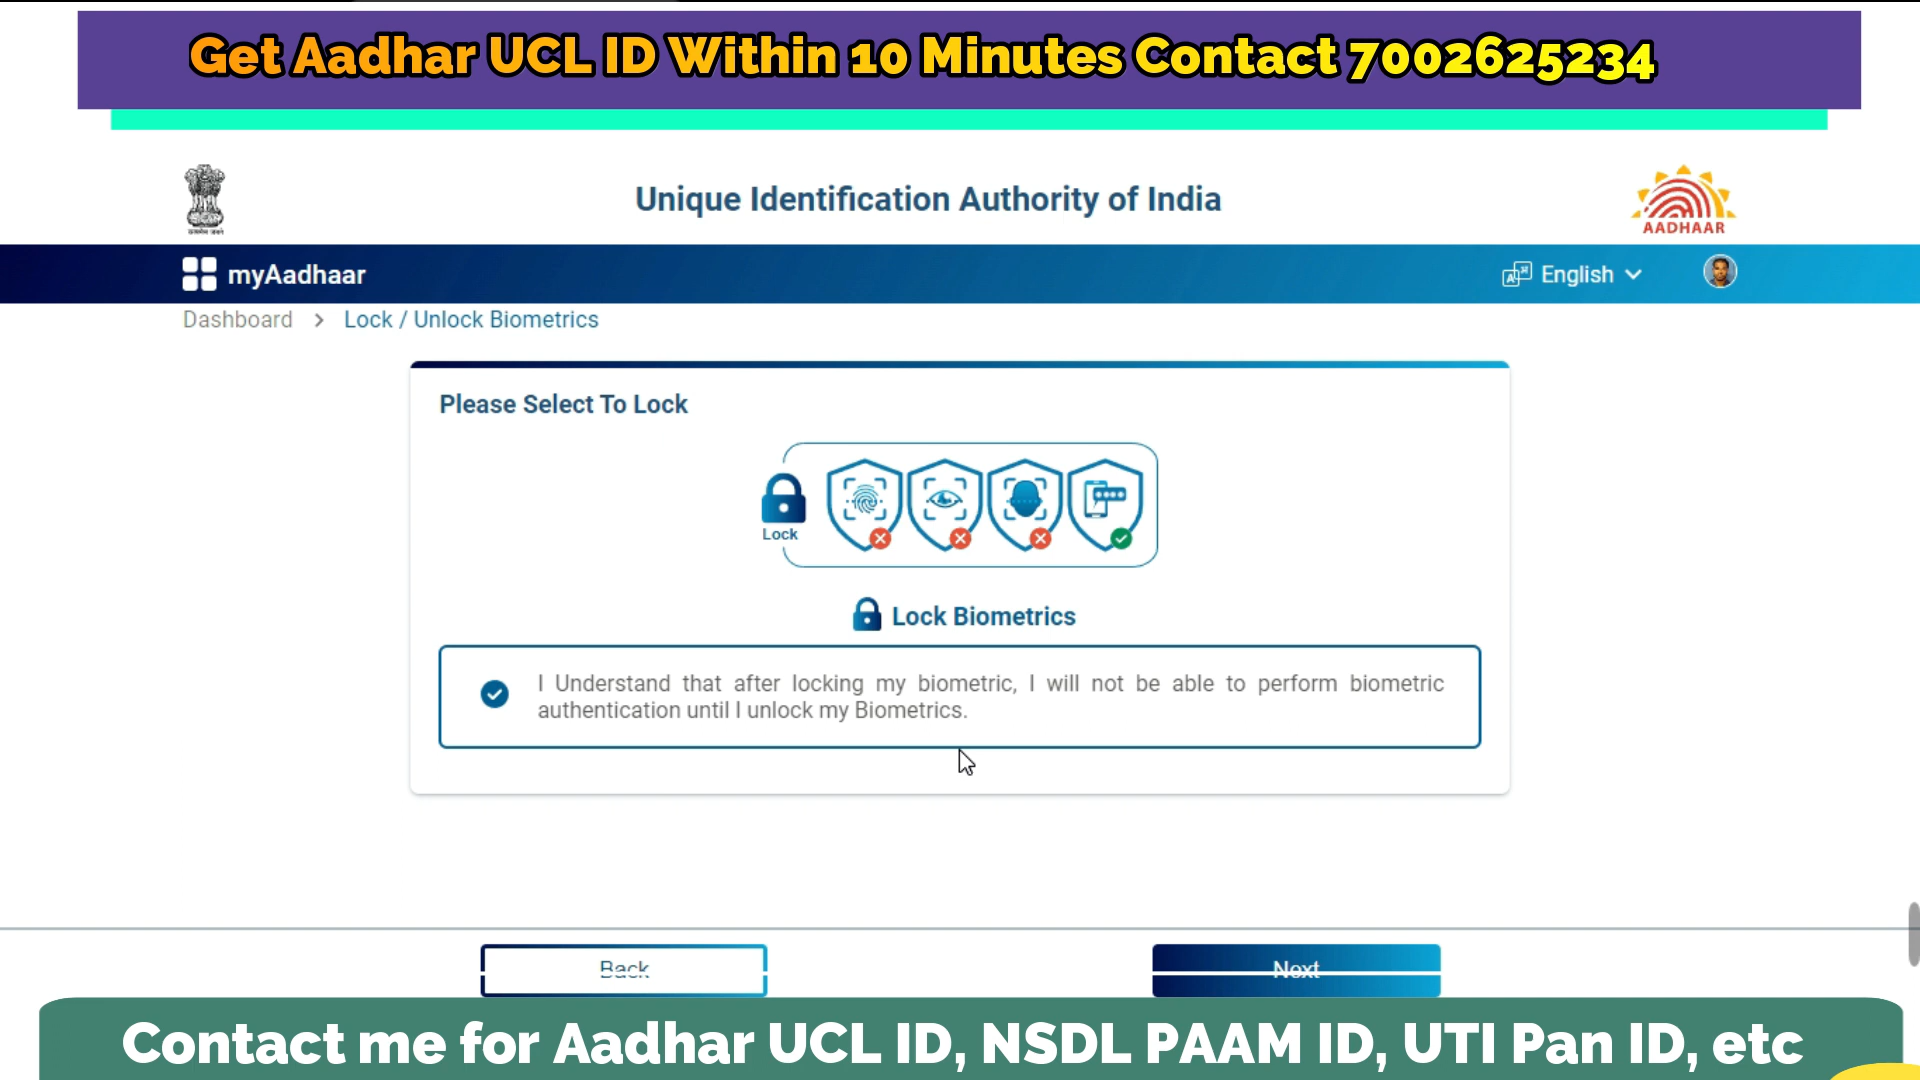 Get Aadhar UCL ID Within 10 Minutes Contact 7002625234
Unique Identification Authority of India
AADHAAR
myAadhaar
English
Dashboard > Lock / Unlock Biometrics
Please Select To Lock
Lock
Lock Biometrics
I Understand that after locking my biometric, I will not be able to perform biometric
authentication until I unlock my Biometrics.
Back
Next
Contact me for Aadhar UCL ID, NSDL PAAM ID, UTI Pan ID, etc